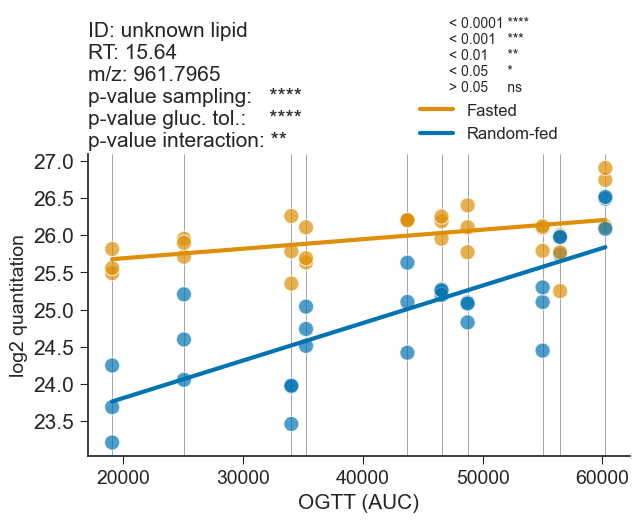 ID: unknown lipid
RT: 15.64
m/z: 961.7965
p-value sampling: ****
p-value gluc. tol.: ****
p-value interaction: **
< 0.0001 ****
< 0.001 ***
< 0.01 **
< 0.05 *
> 0.05 ns
Fasted
Random-fed
27.0
26.5
26.0
25.5
25.0
24.5
24.0
23.5
log2 quantitation
20000 30000 40000 50000 60000
OGTT (AUC)